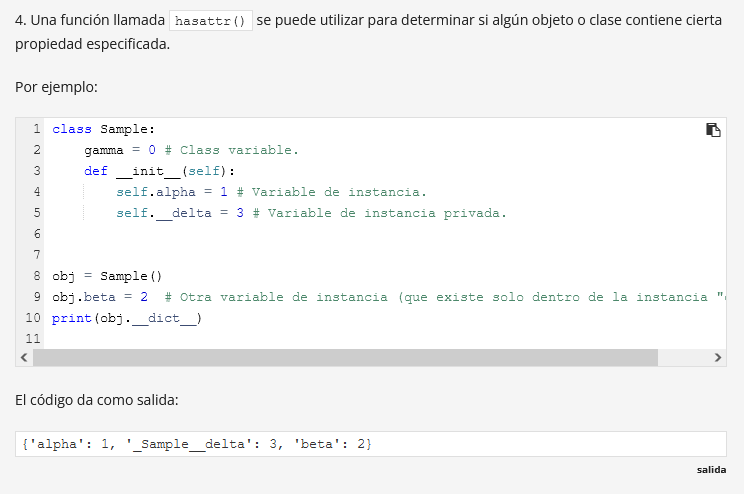 4. Una función llamada hasattr() se puede utilizar para determinar si algún objeto o clase contiene cierta
propiedad especificada.
Por ejemplo:
1 class Sample:
2     gamma = 0 # Class variable.
3     def __init__(self):
4         self.alpha = 1 # Variable de instancia.
5         self.__delta = 3 # Variable de instancia privada.
6
7
8 obj = Sample()
9 obj.beta = 2  # Otra variable de instancia (que existe solo dentro de la instancia "
10 print(obj.__dict__)
11
El código da como salida:
{'alpha': 1, '_Sample__delta': 3, 'beta': 2}
salida